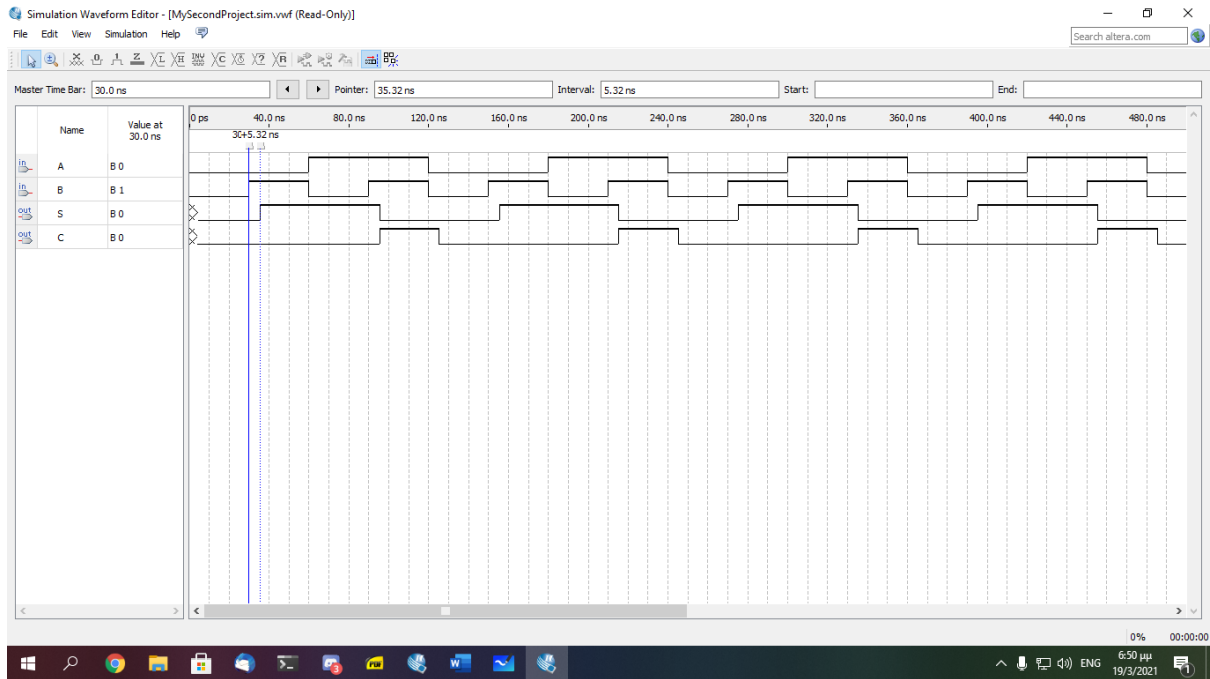 Simulation Waveform Editor - [MySecondProject.sim.vwf (Read-Only)]
File Edit View Simulation Help
Search altera.com
Master Time Bar: 30.0 ns Pointer: 35.32 ns Interval: 5.32 ns Start: End:
Name Value at 30.0 ns
0 ps 40.0 ns 80.0 ns 120.0 ns 160.0 ns 200.0 ns 240.0 ns 280.0 ns 320.0 ns 360.0 ns 400.0 ns 440.0 ns 480.0 ns
30+5.32 ns
in A B 0
in B B 1
out S B 0
out C B 0
0% 00:00:00
ENG 6:50 μμ
19/3/2021